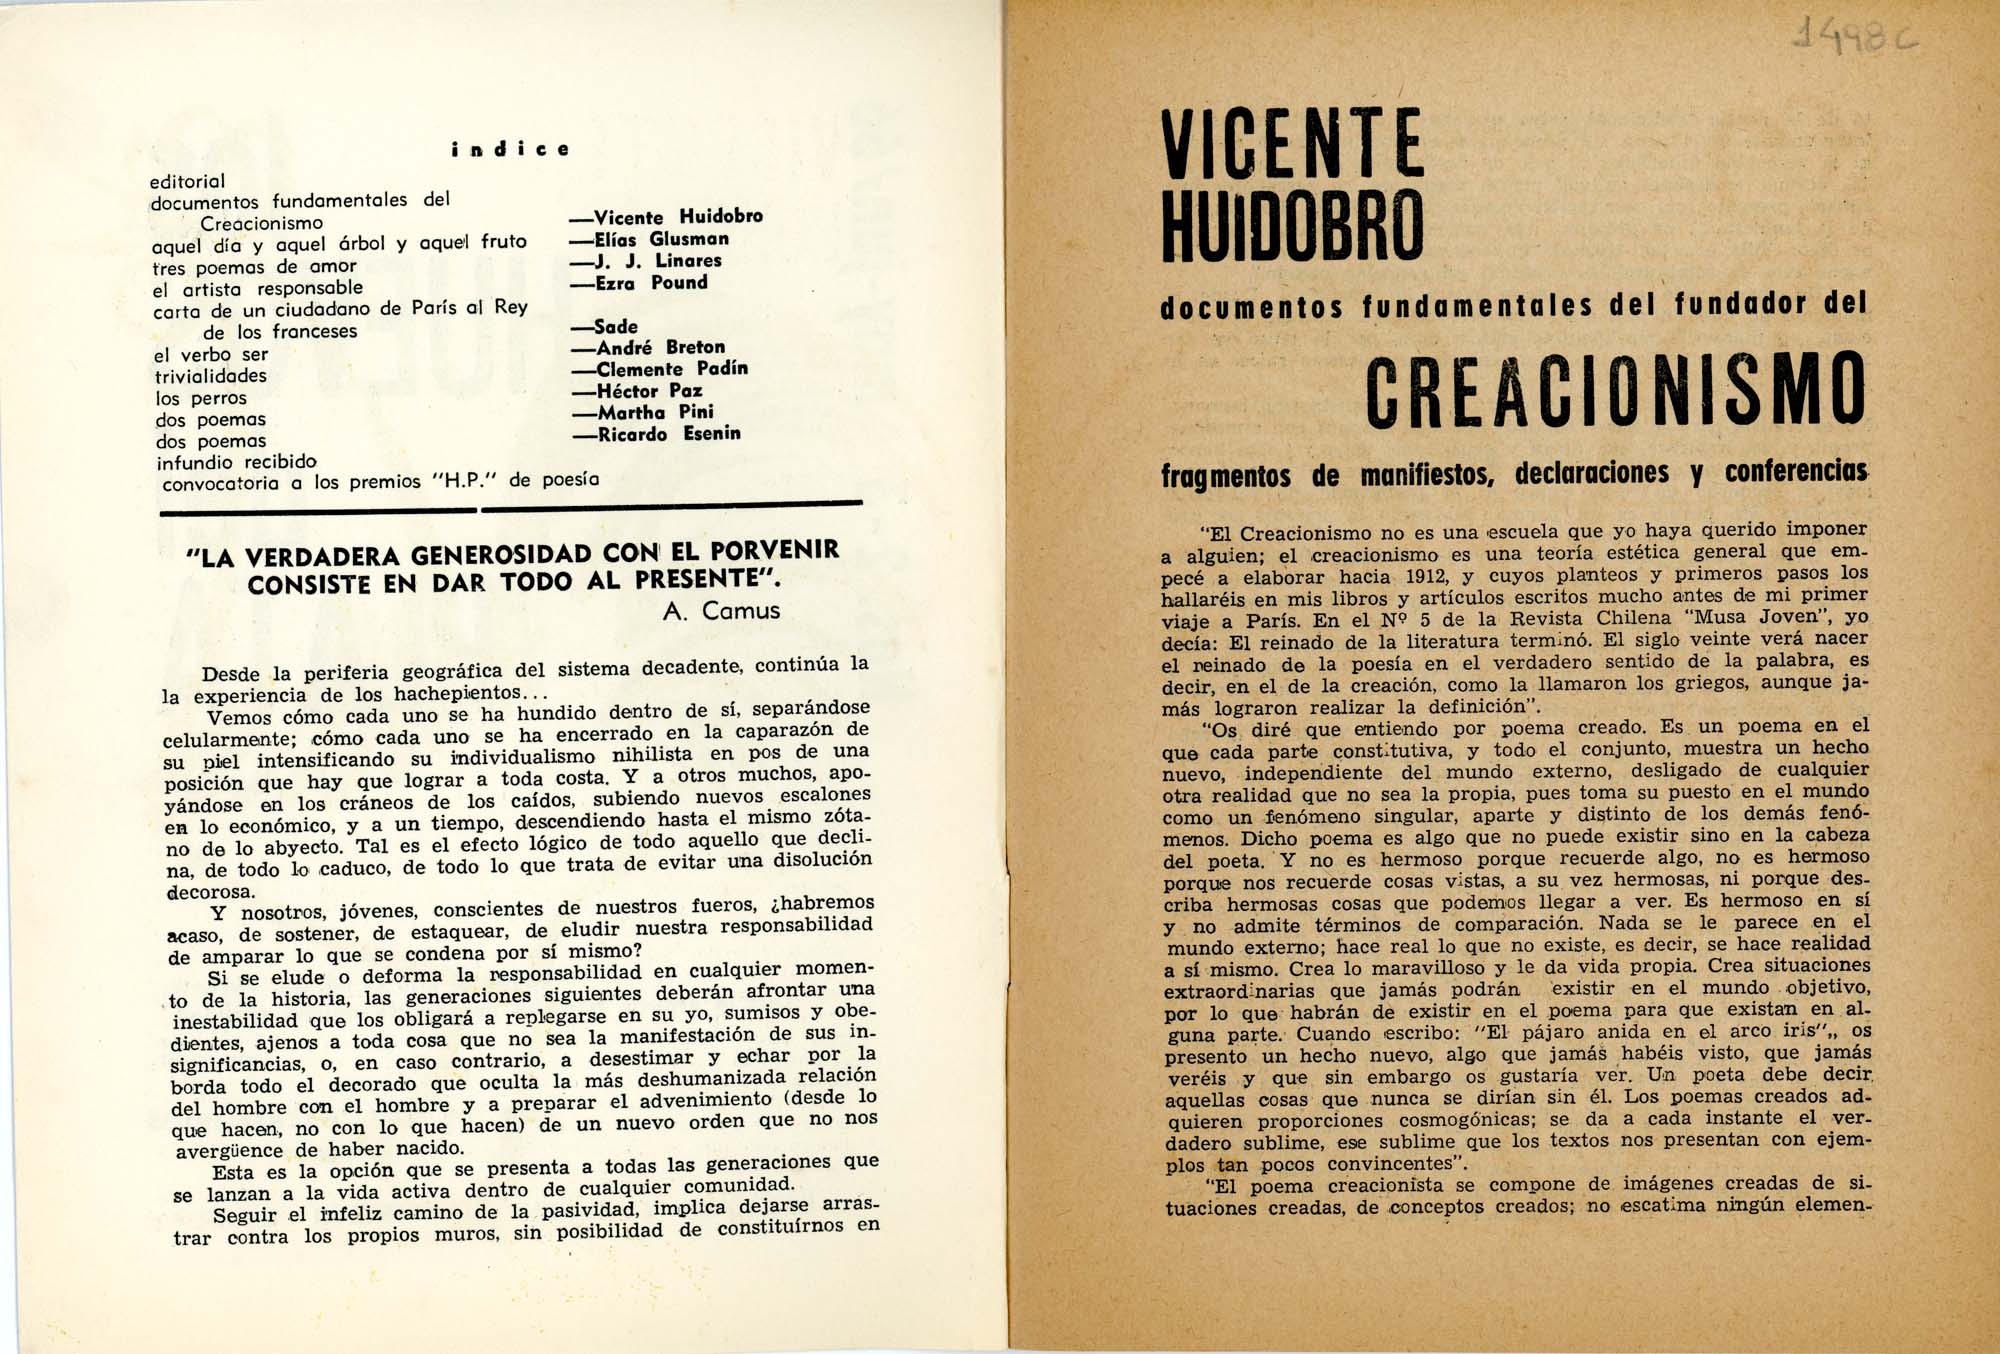 indice
editorial
documentos fundamentales del
Creacionismo —Vicente Huidobro
aquel día y aquel árbol y aquel fruto —Elías Glusman
tres poemas de amor —J. J. Linares
el artista responsable —Ezra Pound
carta de un ciudadano de París al Rey
de los franceses —Sade
el verbo ser —André Breton
trivialidades —Clemente Padín
los perros —Héctor Paz
dos poemas —Martha Pini
dos poemas —Ricardo Esenin
infundio recibido
convocatoria a los premios "H.P." de poesía
"LA VERDADERA GENEROSIDAD CON EL PORVENIR
CONSISTE EN DAR TODO AL PRESENTE".
A. Camus
Desde la periferia geográfica del sistema decadente, continúa la
la experiencia de los hachepientos...
Vemos cómo cada uno se ha hundido dentro de sí, separándose
celularmente; cómo cada uno se ha encerrado en la caparazón de
su piel intensificando su individualismo nihilista en pos de una
posición que hay que lograr a toda costa. Y a otros muchos, apo-
yándose en los cráneos de los caídos, subiendo nuevos escalones
en lo económico, y a un tiempo, descendiendo hasta el mismo zóta-
no de lo abyecto. Tal es el efecto lógico de todo aquello que decli-
na, de todo lo caduco, de todo lo que trata de evitar una disolución
decorosa.
Y nosotros, jóvenes, conscientes de nuestros fueros, ¿habremos
acaso, de sostener, de estaquear, de eludir nuestra responsabilidad
de amparar lo que se condena por sí mismo?
Si se elude o deforma la responsabilidad en cualquier momen-
to de la historia, las generaciones siguientes deberán afrontar una
inestabilidad que los obligará a replegarse en su yo, sumisos y obe-
dientes, ajenos a toda cosa que no sea la manifestación de sus in-
significancias, o, en caso contrario, a desestimar y echar por la
borda todo el decorado que oculta la más deshumanizada relación
del hombre con el hombre y a preparar el advenimiento (desde lo
que hacen, no con lo que hacen) de un nuevo orden que no nos
avergüence de haber nacido.
Esta es la opción que se presenta a todas las generaciones que
se lanzan a la vida activa dentro de cualquier comunidad.
Seguir el infeliz camino de la pasividad, implica dejarse arras-
trar contra los propios muros, sin posibilidad de constituírnos en
1498c
VICENTE
HUIDOBRO
documentos fundamentales del fundador del
CREACIONISMO
fragmentos de manifiestos, declaraciones y conferencias
"El Creacionismo no es una escuela que yo haya querido imponer
a alguien; el creacionismo es una teoría estética general que em-
pecé a elaborar hacia 1912, y cuyos planteos y primeros pasos los
hallaréis en mis libros y artículos escritos mucho antes de mi primer
viaje a París. En el Nº 5 de la Revista Chilena "Musa Joven", yo
decía: El reinado de la literatura terminó. El siglo veinte verá nacer
el reinado de la poesía en el verdadero sentido de la palabra, es
decir, en el de la creación, como la llamaron los griegos, aunque ja-
más lograron realizar la definición".
"Os diré que entiendo por poema creado. Es un poema en el
que cada parte constitutiva, y todo el conjunto, muestra un hecho
nuevo, independiente del mundo externo, desligado de cualquier
otra realidad que no sea la propia, pues toma su puesto en el mundo
como un fenómeno singular, aparte y distinto de los demás fenó-
menos. Dicho poema es algo que no puede existir sino en la cabeza
del poeta. Y no es hermoso porque recuerde algo, no es hermoso
porque nos recuerde cosas vistas, a su vez hermosas, ni porque des-
criba hermosas cosas que podemos llegar a ver. Es hermoso en sí
y no admite términos de comparación. Nada se le parece en el
mundo externo; hace real lo que no existe, es decir, se hace realidad
a sí mismo. Crea lo maravilloso y le da vida propia. Crea situaciones
extraordinarias que jamás podrán existir en el mundo objetivo,
por lo que habrán de existir en el poema para que existan en al-
guna parte. Cuando escribo: "El pájaro anida en el arco iris",, os
presento un hecho nuevo, algo que jamás habéis visto, que jamás
veréis y que sin embargo os gustaría ver. Un poeta debe decir
aquellas cosas que nunca se dirían sin él. Los poemas creados ad-
quieren proporciones cosmogónicas; se da a cada instante el ver-
dadero sublime, ese sublime que los textos nos presentan con ejem-
plos tan pocos convincentes".
"El poema creacionista se compone de imágenes creadas de si-
tuaciones creadas, de conceptos creados; no escatima ningún elemen-